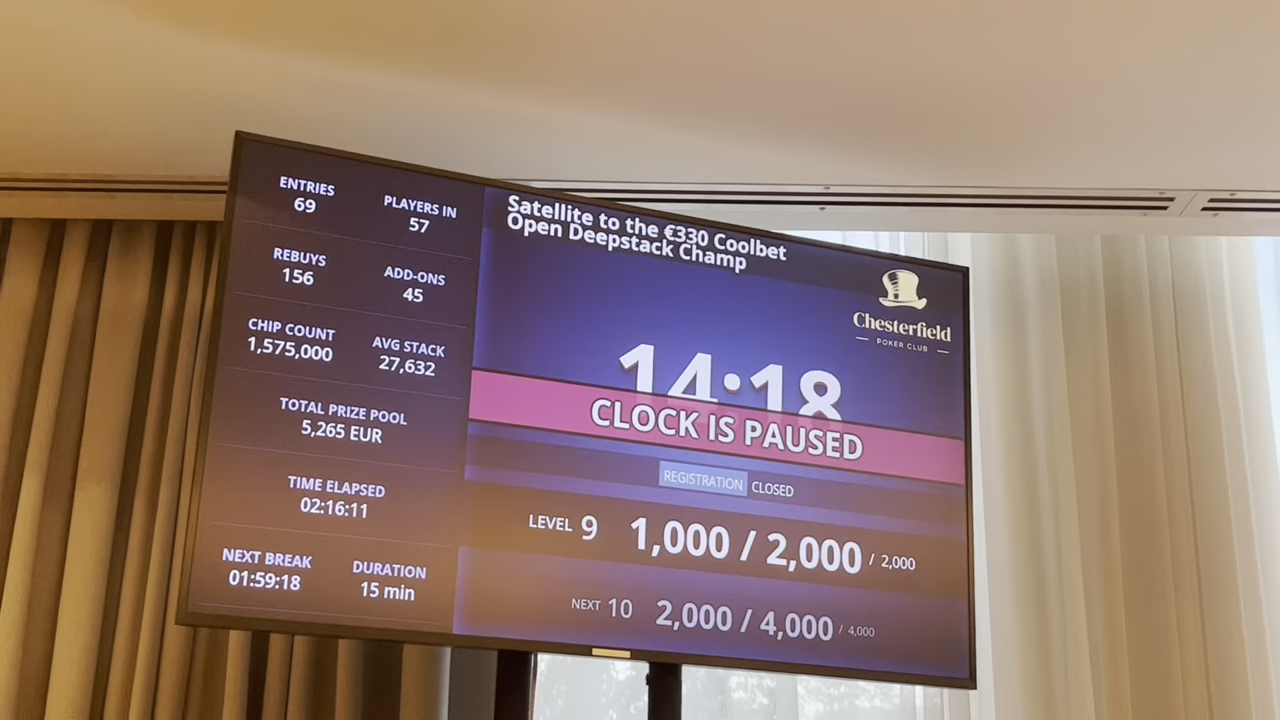 ENTRIES
69
PLAYERS IN
57
REBUYS
156
ADD-ONS
45
CHIP COUNT
1,575,000
AVG STACK
27,632
TOTAL PRIZE POOL
5,265 EUR
TIME ELAPSED
02:16:11
NEXT BREAK
01:59:18
DURATION
15 min
Satellite to the €330 Coolbet
Open Deepstack Champ
Chesterfield
POKER CLUB
14:18
CLOCK IS PAUSED
REGISTRATION CLOSED
LEVEL 9 1,000 / 2,000 / 2,000
NEXT 10 2,000 / 4,000 / 4,000